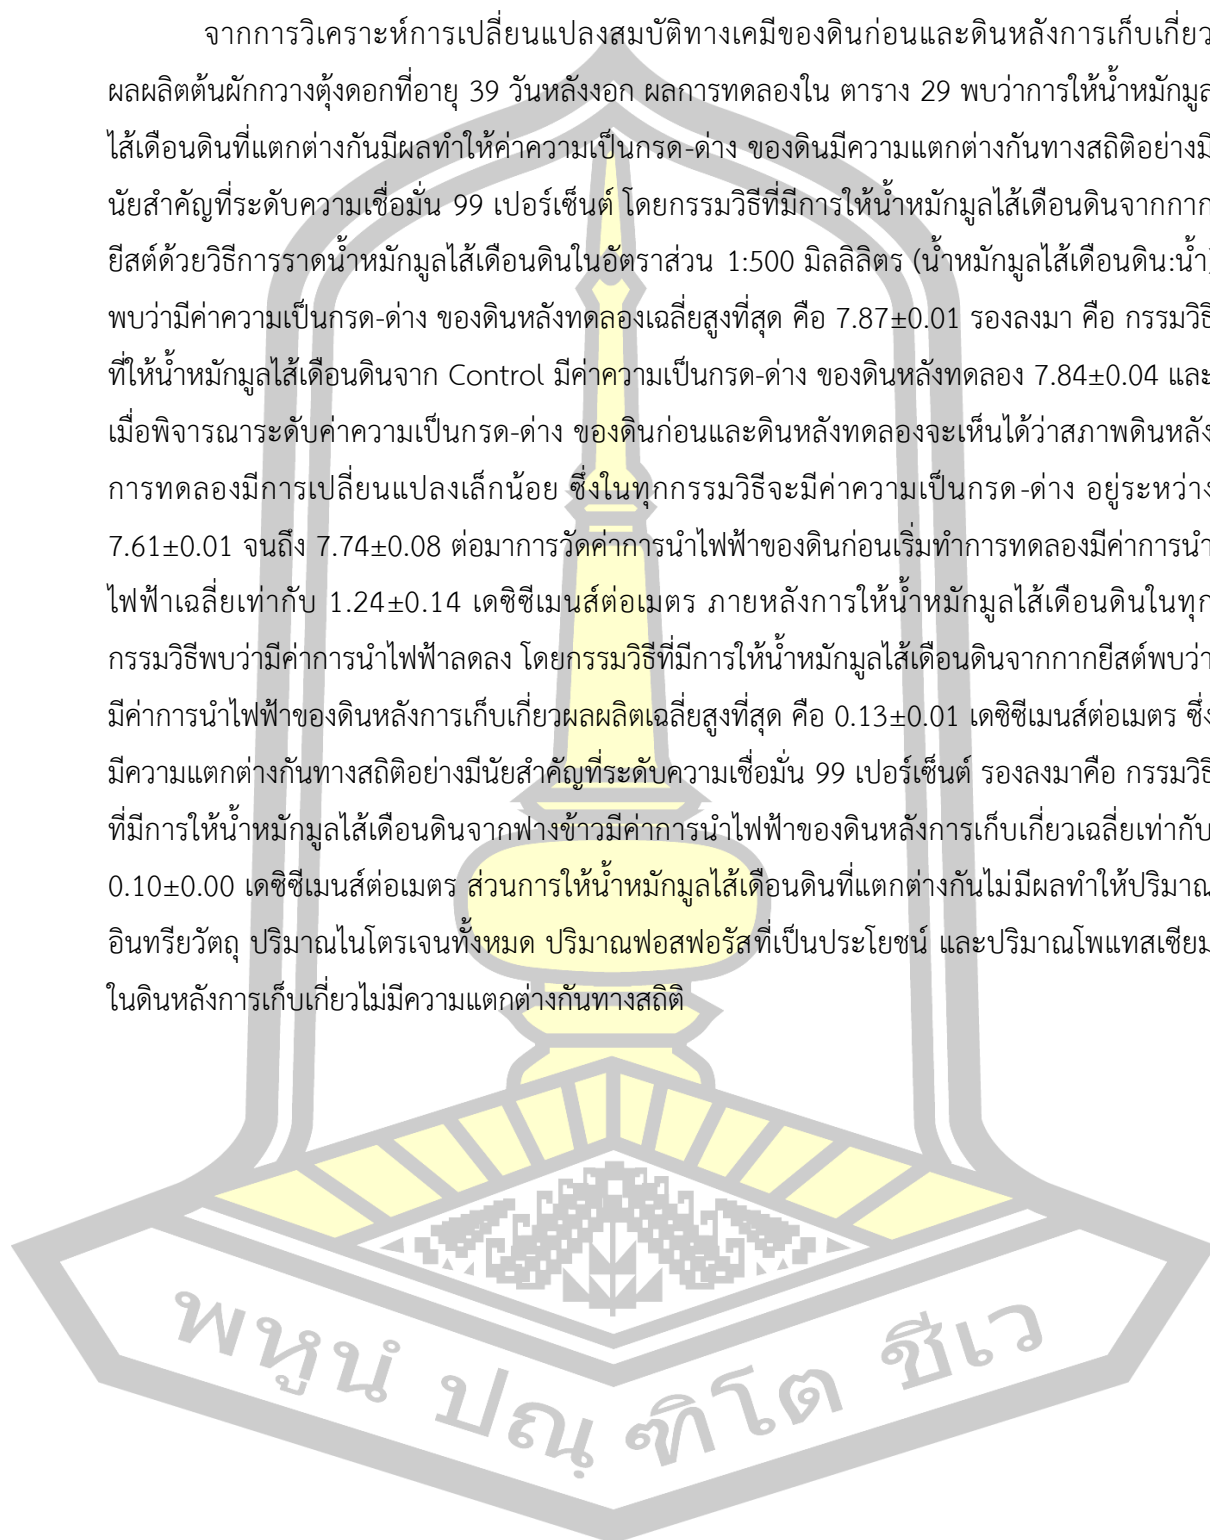 จากการวิเคราะห์การเปลี่ยนแปลงสมบัติทางเคมีของดินก่อนและดินหลังการเก็บเกี่ยว
ผลผลิตต้นผักกวางตุ้งดอกที่อายุ 39 วันหลังงอก ผลการทดลองใน ตาราง 29 พบว่าการให้น้ำหมักมูล
ไส้เดือนดินที่แตกต่างกันมีผลทำให้ค่าความเป็นกรด-ด่าง ของดินมีความแตกต่างกันทางสถิติอย่างมี
นัยสำคัญที่ระดับความเชื่อมั่น 99 เปอร์เซ็นต์ โดยกรรมวิธีที่มีการให้น้ำหมักมูลไส้เดือนดินจากกาก
ยีสต์ด้วยวิธีการราดน้ำหมักมูลไส้เดือนดินในอัตราส่วน 1:500 มิลลิลิตร (น้ำหมักมูลไส้เดือนดิน:น้ำ)
พบว่ามีค่าความเป็นกรด-ด่าง ของดินหลังทดลองเฉลี่ยสูงที่สุด คือ 7.87±0.01 รองลงมา คือ กรรมวิธี
ที่ให้น้ำหมักมูลไส้เดือนดินจาก Control มีค่าความเป็นกรด-ด่าง ของดินหลังทดลอง 7.84±0.04 และ
เมื่อพิจารณาระดับค่าความเป็นกรด-ด่าง ของดินก่อนและดินหลังทดลองจะเห็นได้ว่าสภาพดินหลัง
การทดลองมีการเปลี่ยนแปลงเล็กน้อย ซึ่งในทุกกรรมวิธีจะมีค่าความเป็นกรด-ด่าง อยู่ระหว่าง
7.61±0.01 จนถึง 7.74±0.08 ต่อมาการวัดค่าการนำไฟฟ้าของดินก่อนเริ่มทำการทดลองมีค่าการนำ
ไฟฟ้าเฉลี่ยเท่ากับ 1.24±0.14 เดซิซีเมนส์ต่อเมตร ภายหลังการให้น้ำหมักมูลไส้เดือนดินในทุก
กรรมวิธีพบว่ามีค่าการนำไฟฟ้าลดลง โดยกรรมวิธีที่มีการให้น้ำหมักมูลไส้เดือนดินจากกากยีสต์พบว่า
มีค่าการนำไฟฟ้าของดินหลังการเก็บเกี่ยวผลผลิตเฉลี่ยสูงที่สุด คือ 0.13±0.01 เดซิซีเมนส์ต่อเมตร ซึ่ง
มีความแตกต่างกันทางสถิติอย่างมีนัยสำคัญที่ระดับความเชื่อมั่น 99 เปอร์เซ็นต์ รองลงมาคือ กรรมวิธี
ที่มีการให้น้ำหมักมูลไส้เดือนดินจากฟางข้าวมีค่าการนำไฟฟ้าของดินหลังการเก็บเกี่ยวเฉลี่ยเท่ากับ
0.10±0.00 เดซิซีเมนส์ต่อเมตร ส่วนการให้น้ำหมักมูลไส้เดือนดินที่แตกต่างกันไม่มีผลทำให้ปริมาณ
อินทรียวัตถุ ปริมาณไนโตรเจนทั้งหมด ปริมาณฟอสฟอรัสที่เป็นประโยชน์ และปริมาณโพแทสเซียม
ในดินหลังการเก็บเกี่ยวไม่มีความแตกต่างกันทางสถิติ
พหูนํ ปณฺฑิโต ชีเว